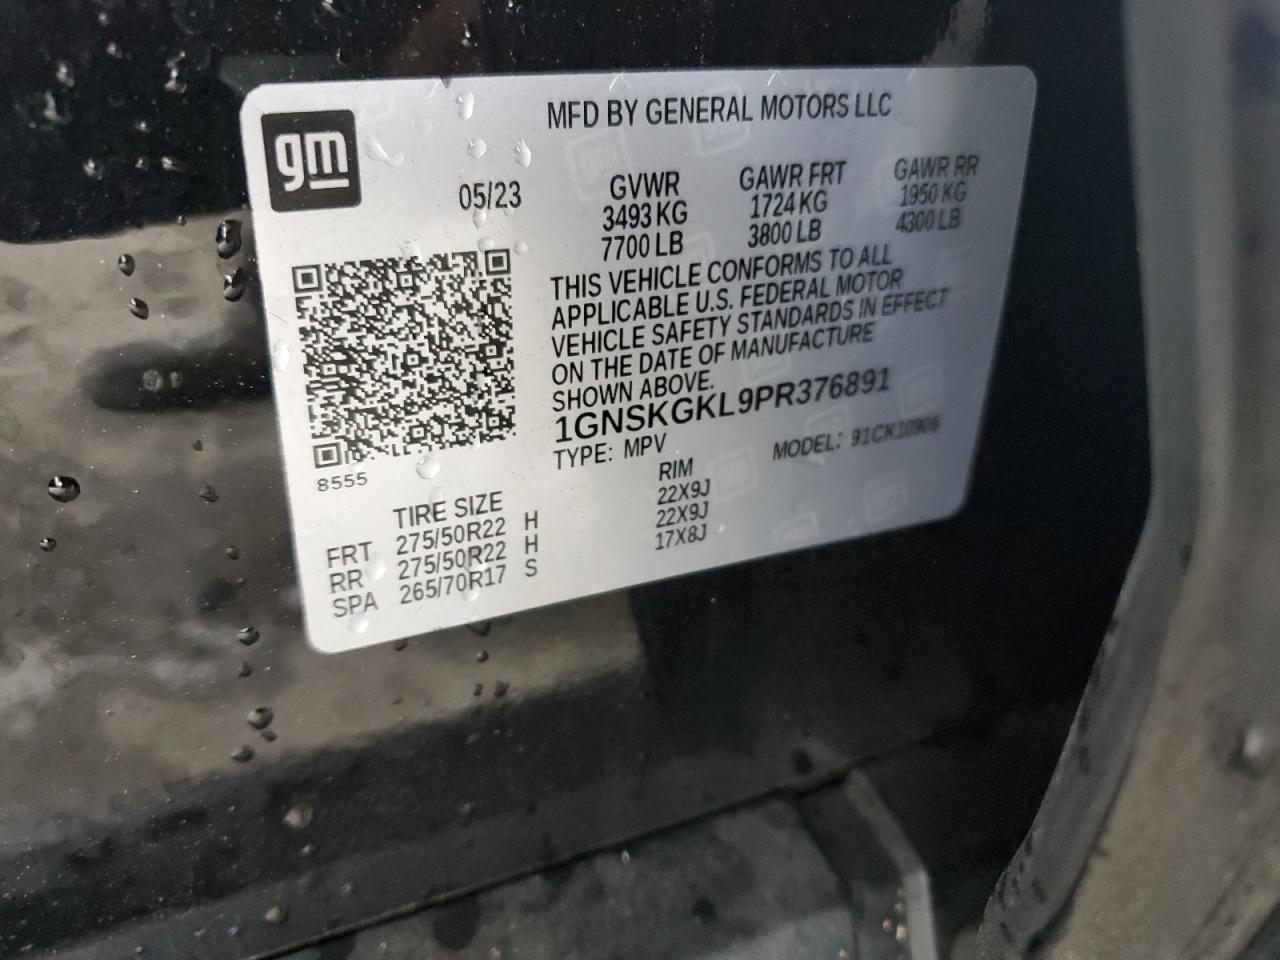 gm
MFD BY GENERAL MOTORS LLC
05/23
GVWR
3493 KG
7700 LB
GAWR FRT
1724 KG
3800 LB
GAWR RR
1950 KG
4300 LB
THIS VEHICLE CONFORMS TO ALL
APPLICABLE U.S. FEDERAL MOTOR
VEHICLE SAFETY STANDARDS IN EFFECT
ON THE DATE OF MANUFACTURE
SHOWN ABOVE.
1GNSKGKL9PR376891
TYPE: MPV
MODEL: 91CK10906
8555
TIRE SIZE RIM
FRT 275/50R22 H 22X9J
RR 275/50R22 H 22X9J
SPA 265/70R17 S 17X8J